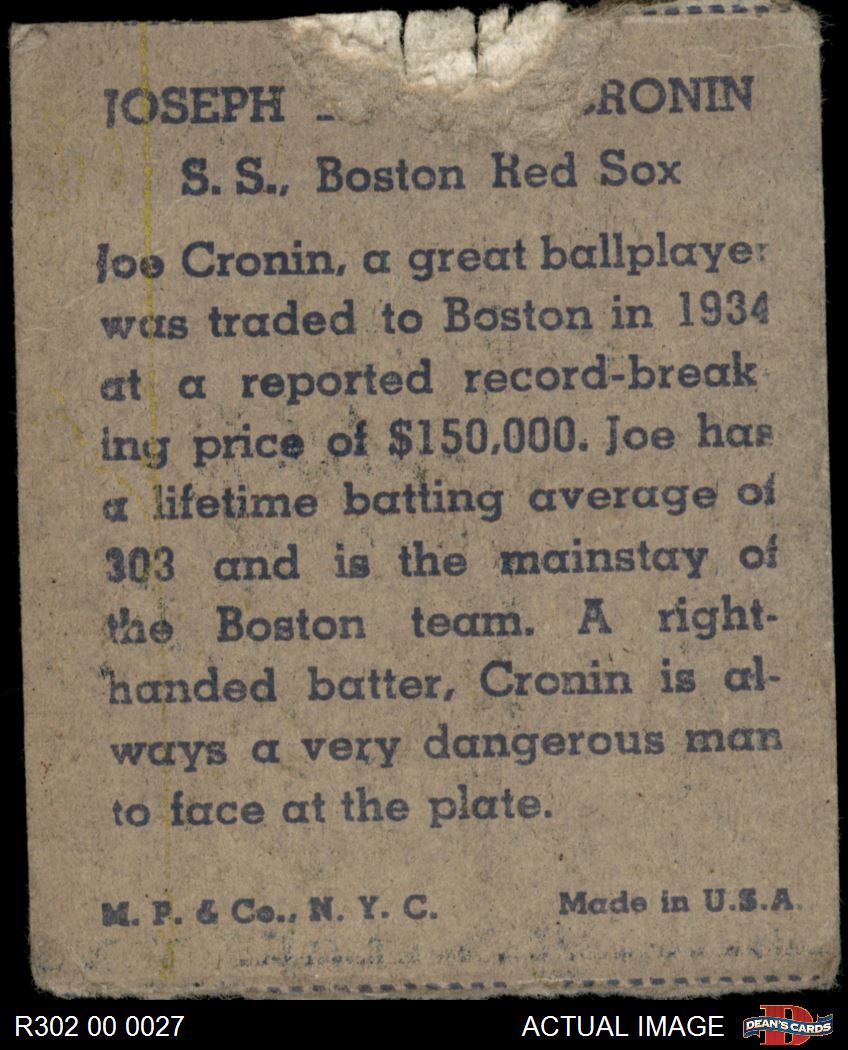 JOSEPH CRONIN
S. S., Boston Red Sox
Joe Cronin, a great ballplayer
was traded to Boston in 1934
at a reported record-break
ing price of $150,000. Joe has
a lifetime batting average of
303 and is the mainstay of
the Boston team. A right-
handed batter, Cronin is al-
ways a very dangerous man
to face at the plate.
M. P. & Co., N. Y. C. Made in U.S.A.
R302 00 0027 ACTUAL IMAGE DEAN'S CARDS